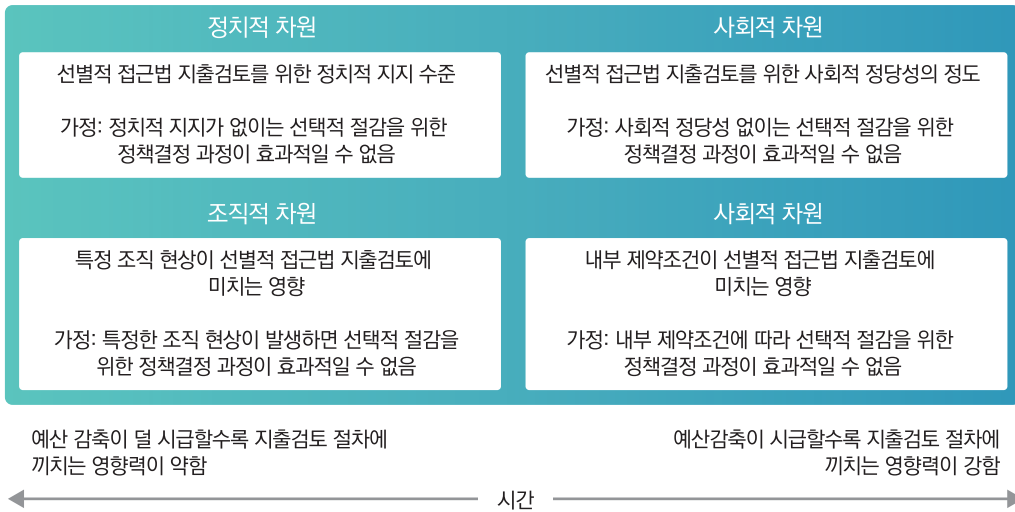 정치적 차원
선별적 접근법 지출검토를 위한 정치적 지지 수준
가정: 정치적 지지가 없이는 선택적 절감을 위한
정책결정 과정이 효과적일 수 없음
사회적 차원
선별적 접근법 지출검토를 위한 사회적 정당성의 정도
가정: 사회적 정당성 없이는 선택적 절감을 위한
정책결정 과정이 효과적일 수 없음
조직적 차원
특정 조직 현상이 선별적 접근법 지출검토에
미치는 영향
가정: 특정한 조직 현상이 발생하면 선택적 절감을
위한 정책결정 과정이 효과적일 수 없음
사회적 차원
내부 제약조건이 선별적 접근법 지출검토에
미치는 영향
가정: 내부 제약조건에 따라 선택적 절감을 위한
정책결정 과정이 효과적일 수 없음
예산 감축이 덜 시급할수록 지출검토 절차에
끼치는 영향력이 약함
예산감축이 시급할수록 지출검토 절차에
끼치는 영향력이 강함
시간